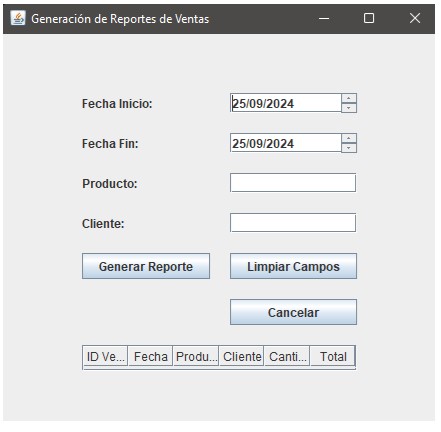 Generación de Reportes de Ventas
Fecha Inicio: 25/09/2024
Fecha Fin: 25/09/2024
Producto:
Cliente:
Generar Reporte Limpiar Campos
Cancelar
ID Ve... Fecha Produ... Cliente Canti... Total